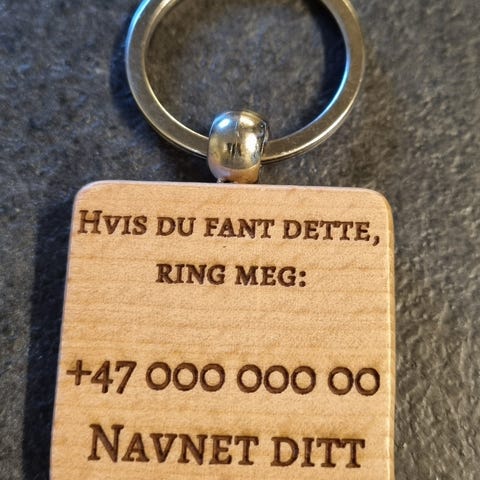 Hvis du fant dette,
ring meg:
+47 000 000 00
Navnet ditt